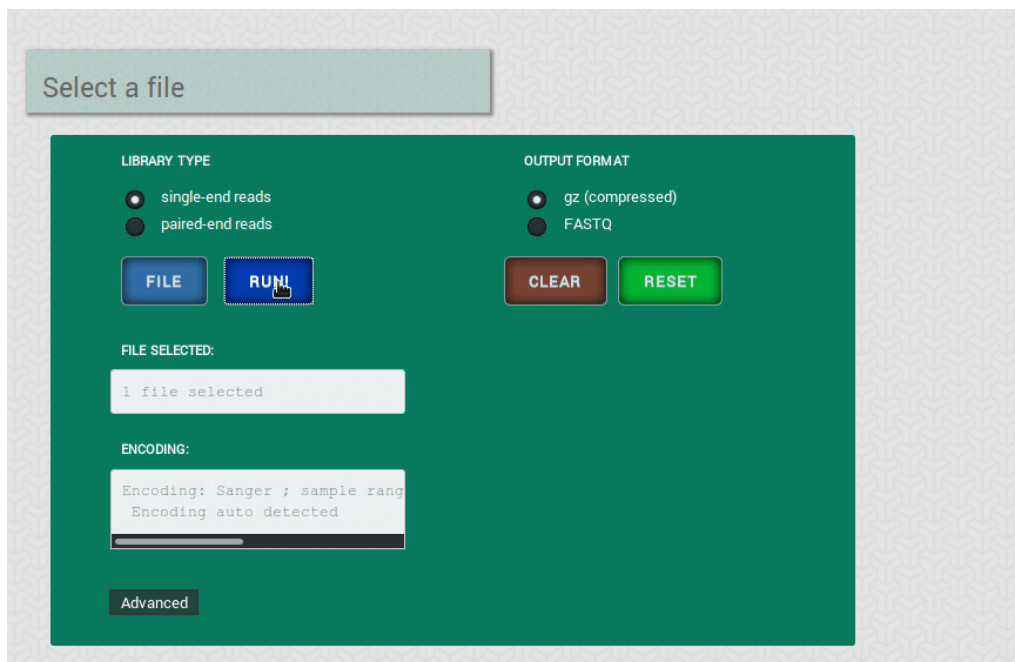 Select a file
LIBRARY TYPE
single-end reads
paired-end reads
OUTPUT FORMAT
gz (compressed)
FASTQ
FILE
RUN!
CLEAR
RESET
FILE SELECTED:
1 file selected
ENCODING:
Encoding: Sanger ; sample rang
Encoding auto detected
Advanced